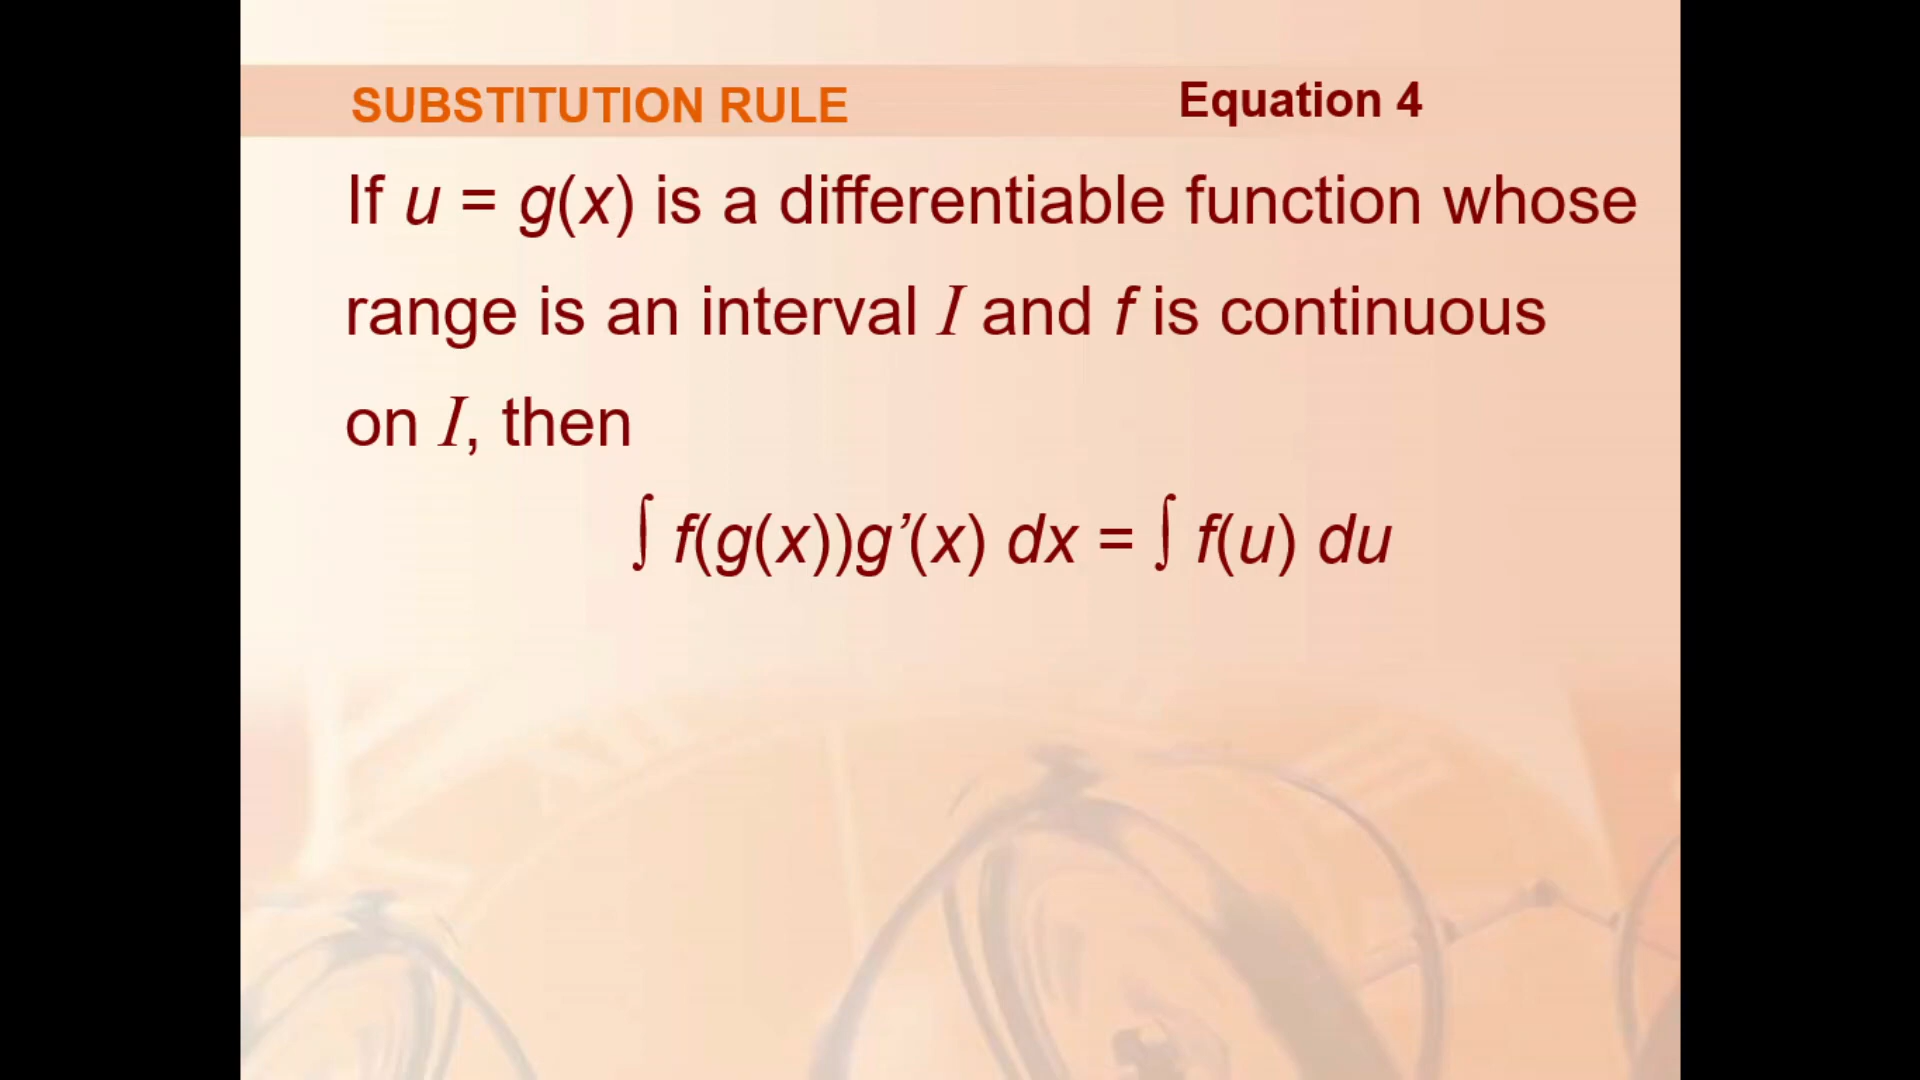 SUBSTITUTION RULE
Equation 4
If u = g(x) is a differentiable function whose
range is an interval I and f is continuous
on I, then
∫ f(g(x))g’(x) dx = ∫ f(u) du